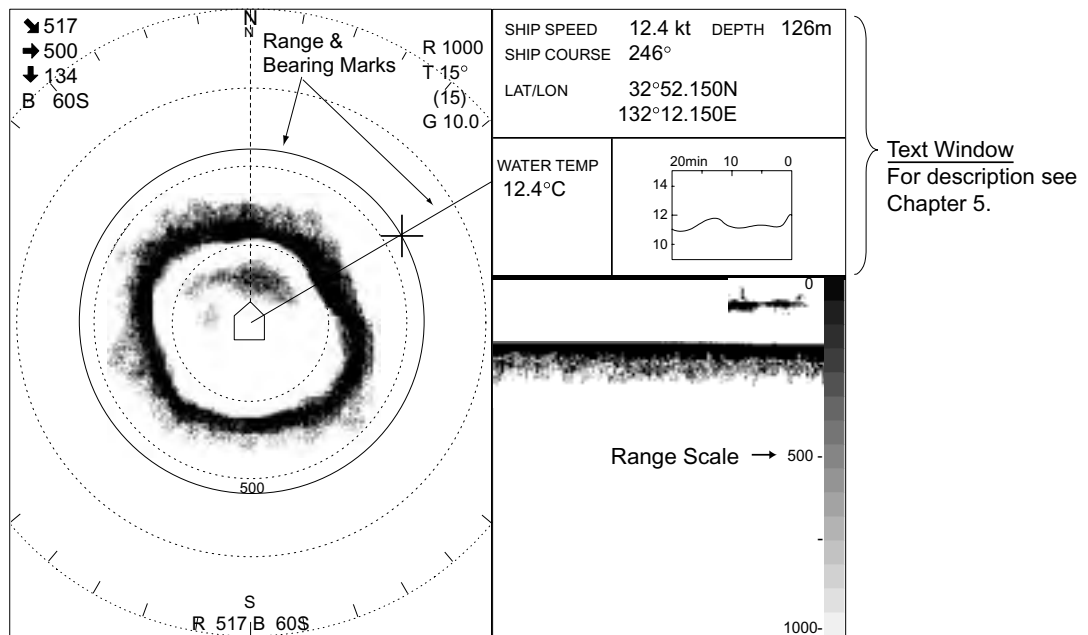 517
500
134
B 60S
N
N
Range &
Bearing Marks
R 1000
T 15°
(15)
G 10.0
500
S
R 517 B 60S
SHIP SPEED 12.4 kt DEPTH 126m
SHIP COURSE 246°
LAT/LON 32°52.150N
132°12.150E
WATER TEMP
12.4°C
20min 10 0
14
12
10
Text Window
For description see
Chapter 5.
0
Range Scale
500
1000